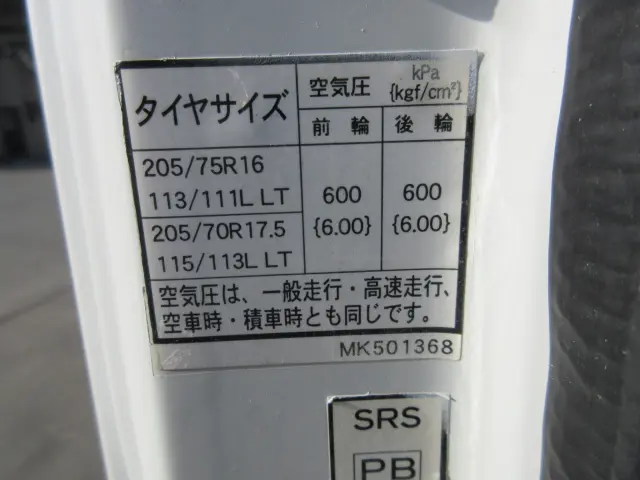 タイヤサイズ 空気圧 kPa {kgf/cm²}
前輪 後輪
205/75R16
113/111L LT 600 600
205/70R17.5 {6.00} {6.00}
115/113L LT
空気圧は、一般走行・高速走行、
空車時・積車時とも同じです。
MK501368
SRS
PB